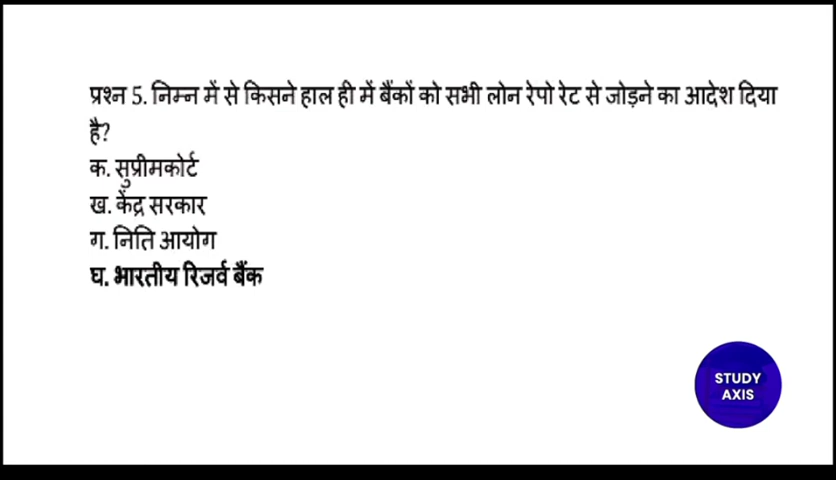 प्रश्न 5. निम्न में से किसने हाल ही में बैंकों को सभी लोन रेपो रेट से जोड़ने का आदेश दिया
है?
क. सुप्रीमकोर्ट
ख. केंद्र सरकार
ग. निति आयोग
घ. भारतीय रिजर्व बैंक
STUDY
AXIS